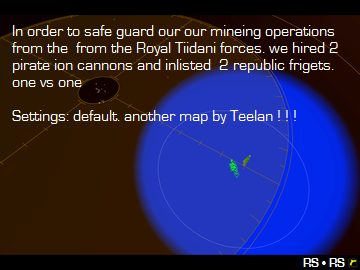 In order to safe guard our our mineing operations
from the  from the Royal Tiidani forces. we hired 2
pirate ion cannons and inlisted  2 republic frigets.
one vs one
Settings: default. another map by Teelan ! ! !
RS • RS r